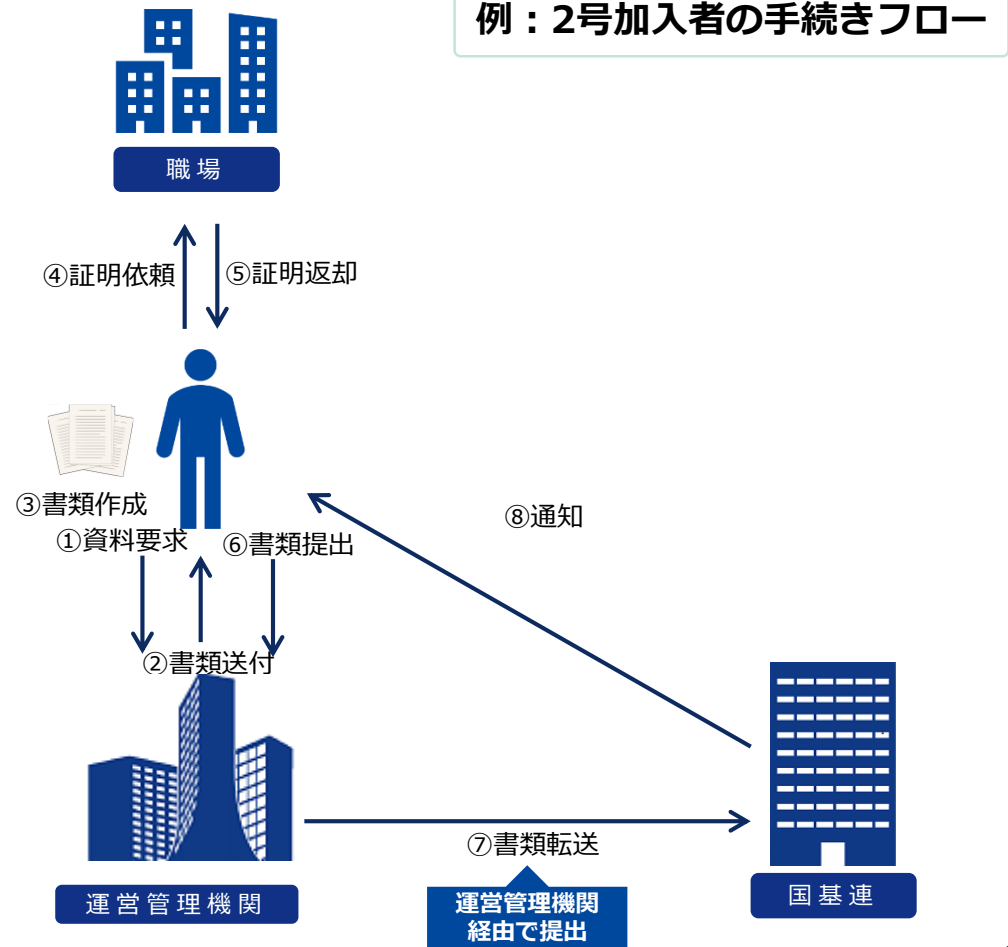 例：2号加入者の手続きフロー
職場
④証明依頼
⑤証明返却
③書類作成
①資料要求
⑥書類提出
⑧通知
②書類送付
⑦書類転送
運営管理機関
運営管理機関
経由で提出
国基連